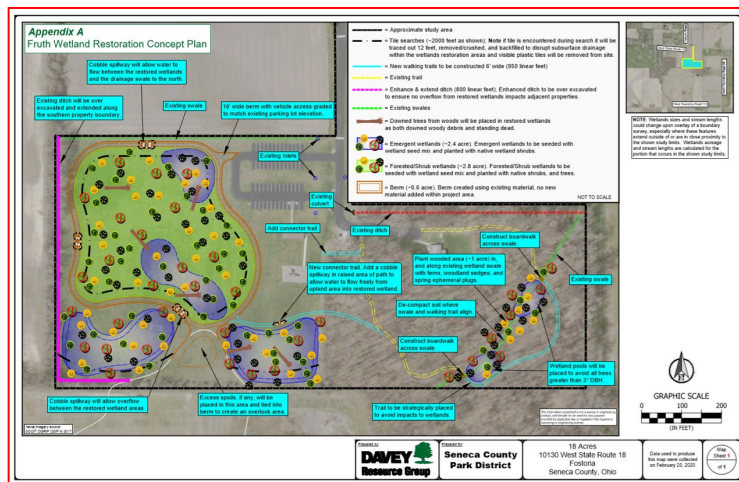 Appendix A
Fruth Wetland Restoration Concept Plan
Cobble spillway will allow water to
flow between the restored wetlands
and the drainage swale to the north.
Existing ditch will be over
excavated and extended along
the southern property boundary.
Existing swale
16' wide berm with vehicle access graded to
match existing parking lot elevation.
Existing inlets
Existing
culvert
Existing ditch
Add connector trail.
New connector trail. Add a cobble
spillway in raised area of path to
allow water to flow freely from
upland area into restored wetland.
Plant wooded area (~1 acre) in,
and along existing wetland swale
with ferns, woodland sedges, and
spring ephemeral plugs.
Construct boardwalk
across swale.
Existing swale
De-compact soil where
swale and walking trail align.
Construct boardwalk
across swale.
Wetland pools will be
placed to avoid all trees
greater than 3" DBH.
Cobble spillway will allow overflow
between the restored wetland areas.
Excess spoils, if any, will be
placed in this area and tied into
berm to create an overlook area.
Trail to be strategically placed
to avoid impacts to wetlands.
= Approximate study area
= Tile searches (~2000 feet as shown); Note if tile is encountered during search it will be
traced out 12 feet, removed/crushed, and backfilled to disrupt subsurface drainage
within the wetlands restoration areas and visible plastic tiles will be removed from site.
= New walking trails to be constructed 6' wide (950 linear feet)
= Existing trail
= Enhance & extend ditch (800 linear feet). Enhanced ditch to be over excavated
to ensure no overflow from restored wetlands impacts adjacent properties.
= Existing swales
= Downed trees from woods will be placed in restored wetlands
as both downed woody debris and standing dead.
= Emergent wetlands (~2.4 acre). Emergent wetlands to be seeded with
wetland seed mix and planted with native wetland shrubs.
= Forested/Shrub wetlands (~2.8 acre). Forested/Shrub wetlands to be
seeded with wetland seed mix and planted with native shrubs, and trees.
= Berm (~0.6 acre). Berm created using existing material, no new
material added within project area.
NOT TO SCALE
NOTE: Wetlands sizes and stream lengths
could change upon overlay of a boundary
survey, especially where these features
extend outside of or are in close proximity to
the shown study limits. Wetlands acreage
and stream lengths are calculated for the
portion that occurs in the shown study limits.
GRAPHIC SCALE
0 100 200
(IN FEET)
Prepared by:
DAVEY
Resource Group
Prepared for:
Seneca County
Park District
18 Acres
10130 West State Route 18
Fostoria
Seneca County, Ohio
Data used to produce
this map were collected
on February 20, 2020
Map
Sheet 1
of 1